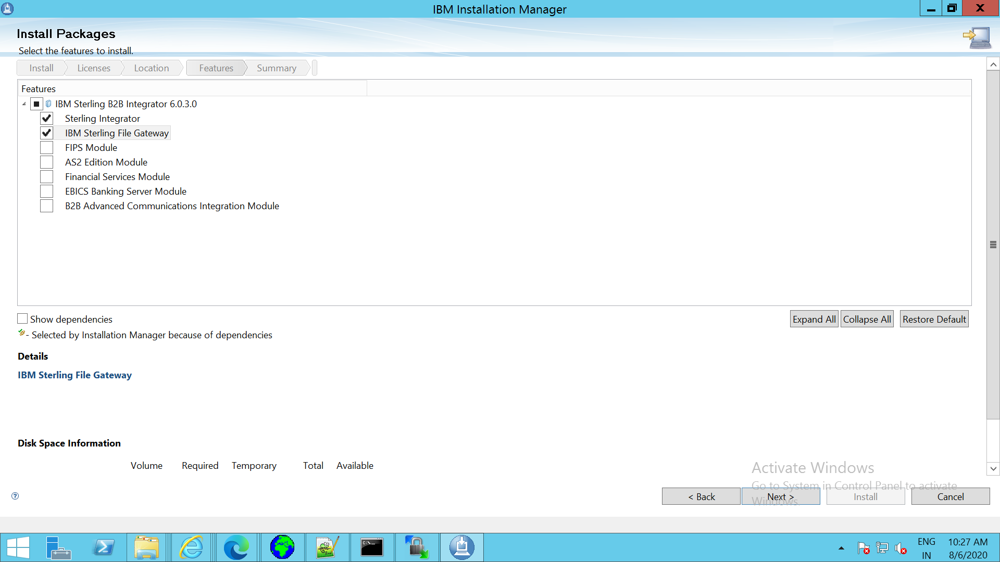 IBM Installation Manager
Install Packages
Select the features to install.
Install Licenses Location Features Summary
Features
IBM Sterling B2B Integrator 6.0.3.0
Sterling Integrator
IBM Sterling File Gateway
FIPS Module
AS2 Edition Module
Financial Services Module
EBICS Banking Server Module
B2B Advanced Communications Integration Module
Show dependencies
Expand All Collapse All Restore Default
- Selected by Installation Manager because of dependencies
Details
IBM Sterling File Gateway
Disk Space Information
Volume Required Temporary Total Available
Activate Windows
Go to System in Control Panel to activate
Windows.
< Back Next > Install Cancel
ENG 10:27 AM
IN 8/6/2020